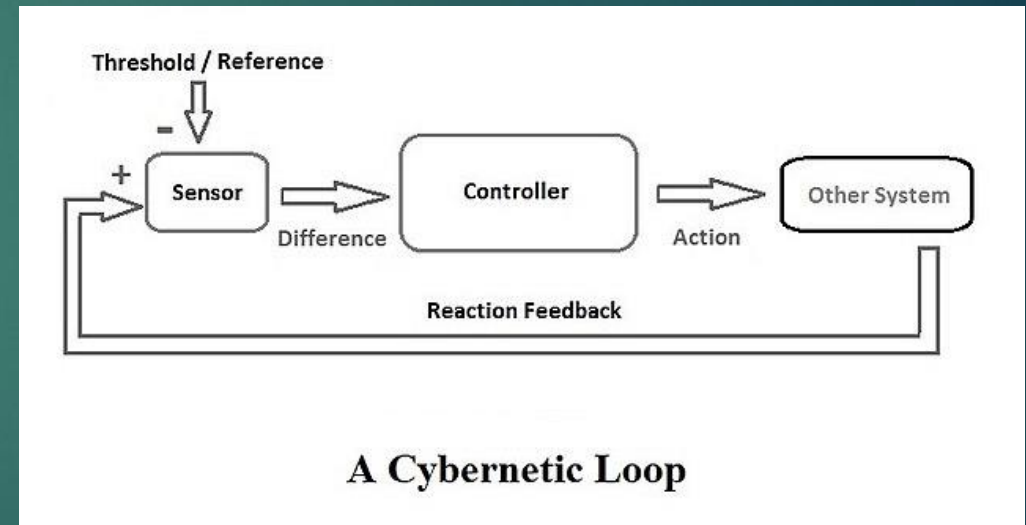 Threshold / Reference
-
+
Sensor
Controller
Other System
Difference
Action
Reaction Feedback
A Cybernetic Loop